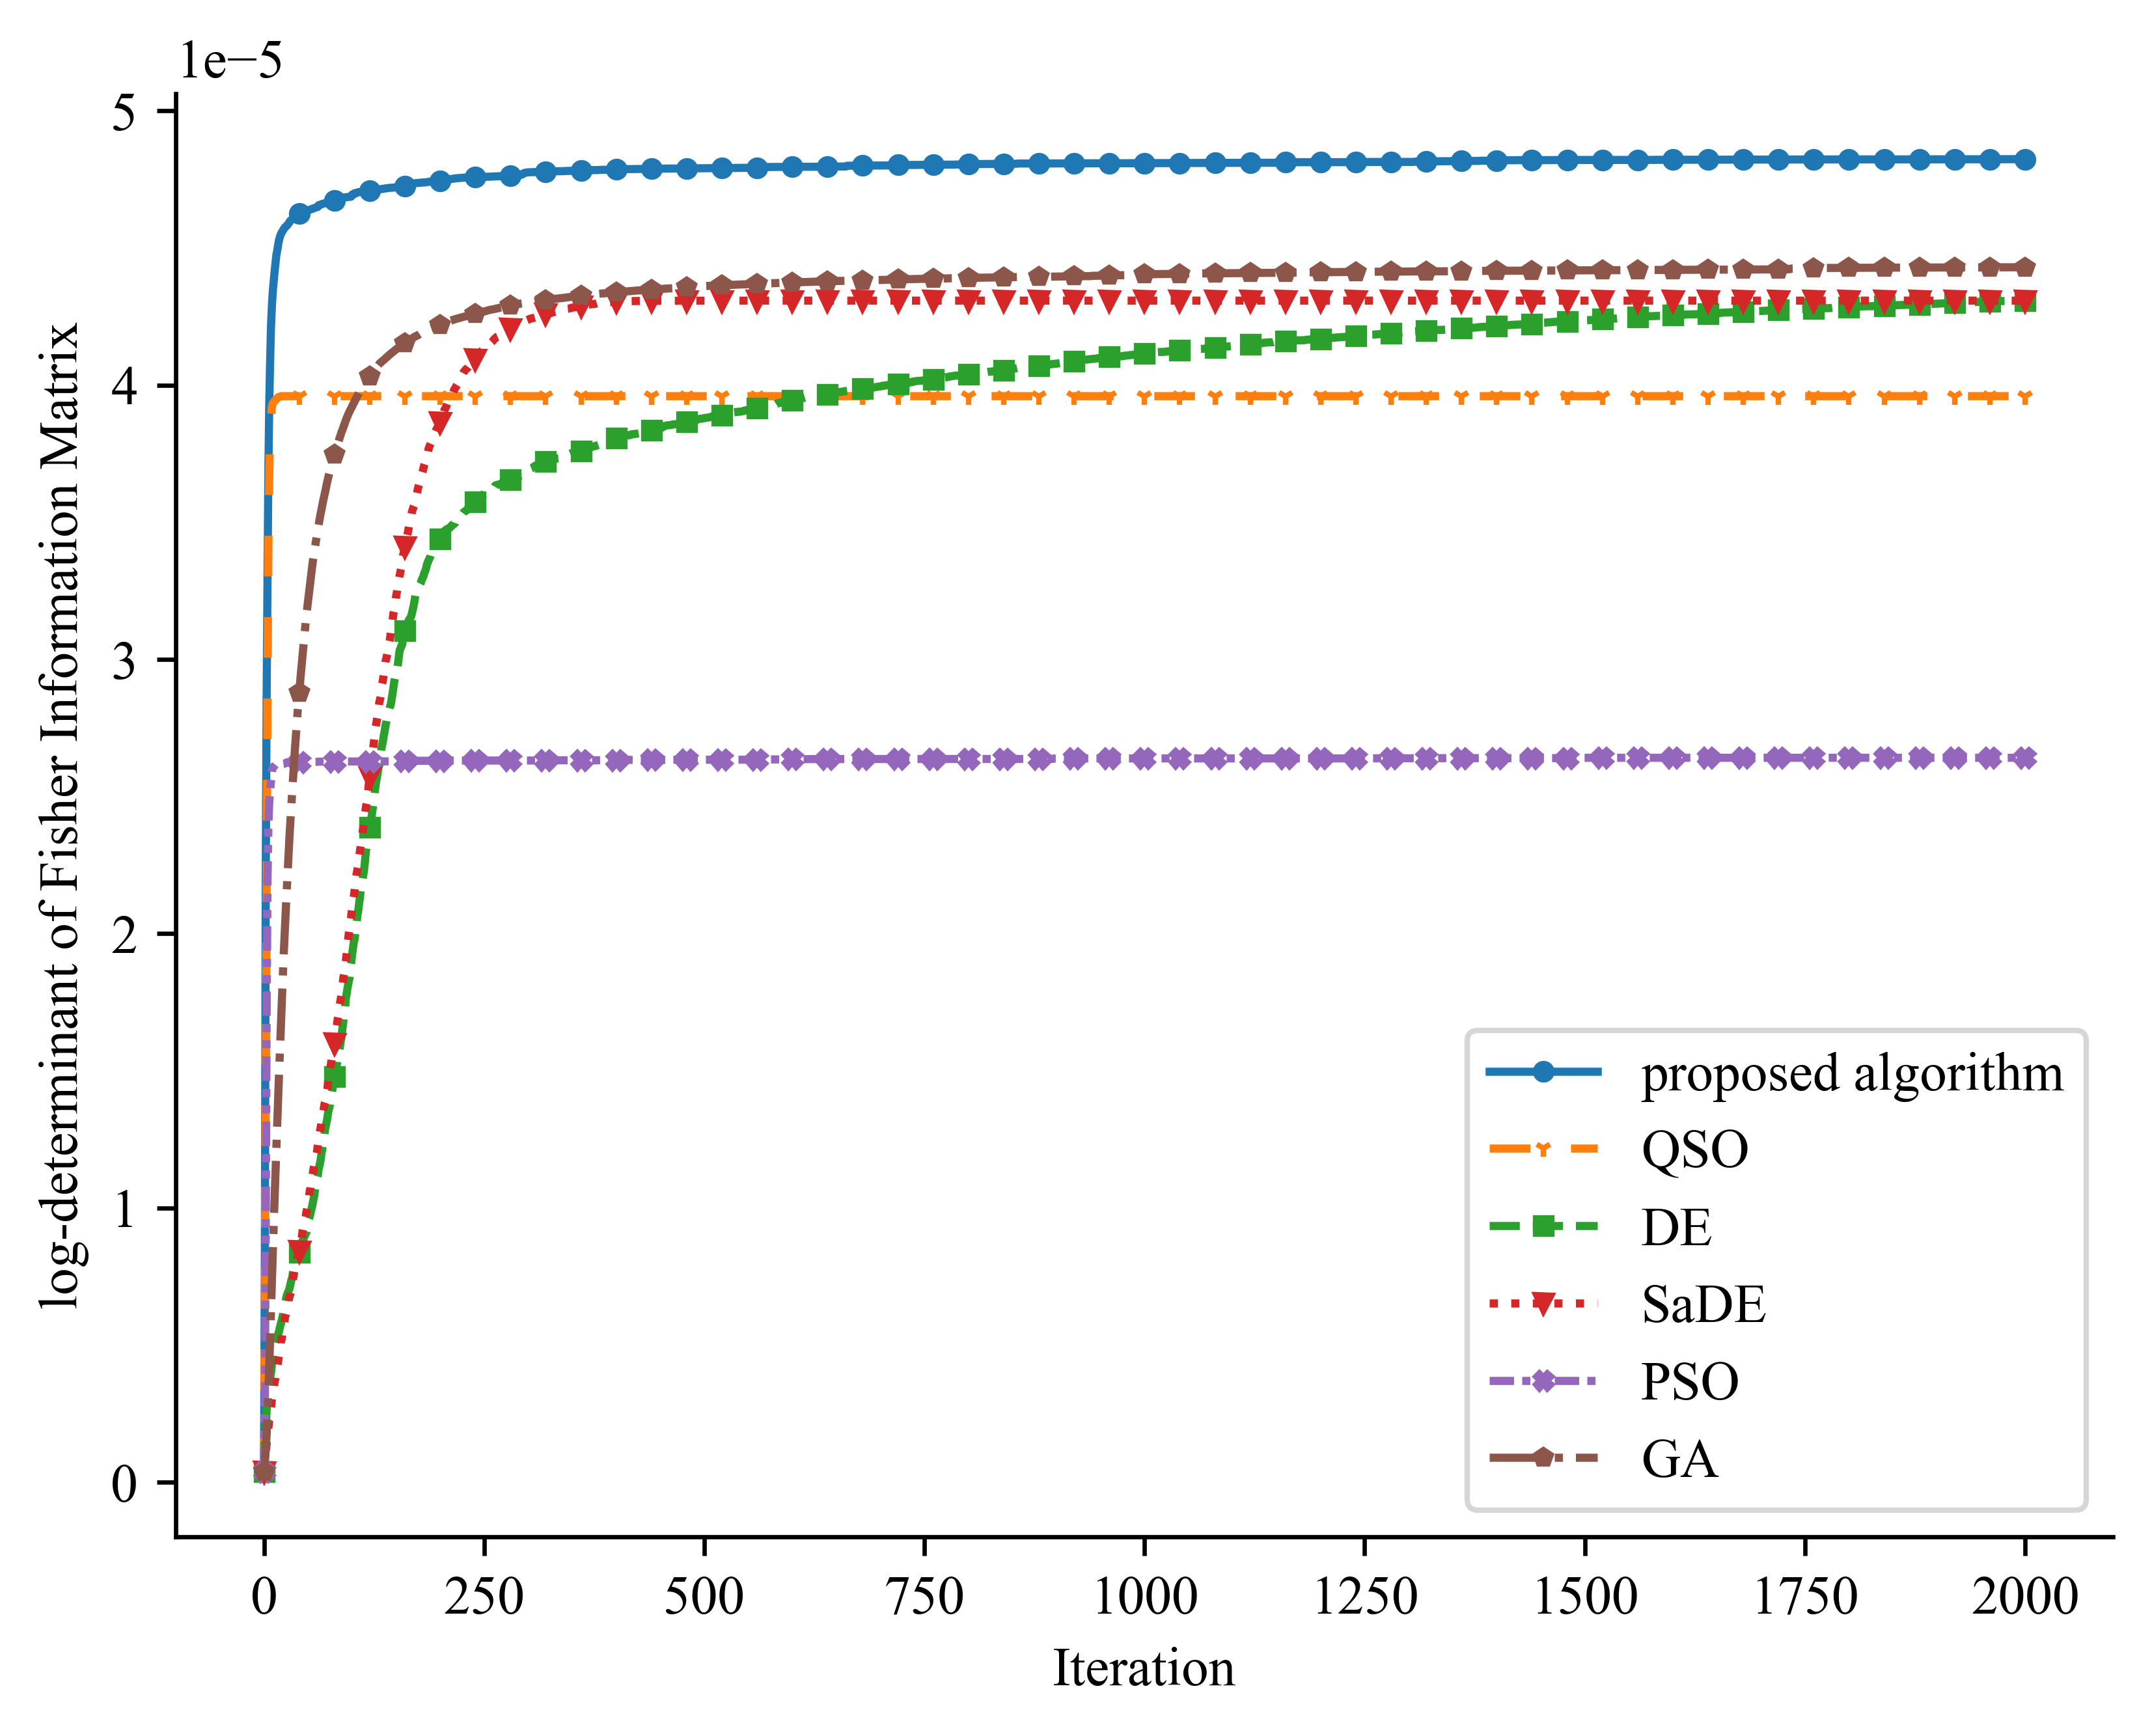 1e−5
5
4
3
2
1
0
log-determinant of Fisher Information Matrix
proposed algorithm
QSO
DE
SaDE
PSO
GA
0 250 500 750 1000 1250 1500 1750 2000
Iteration